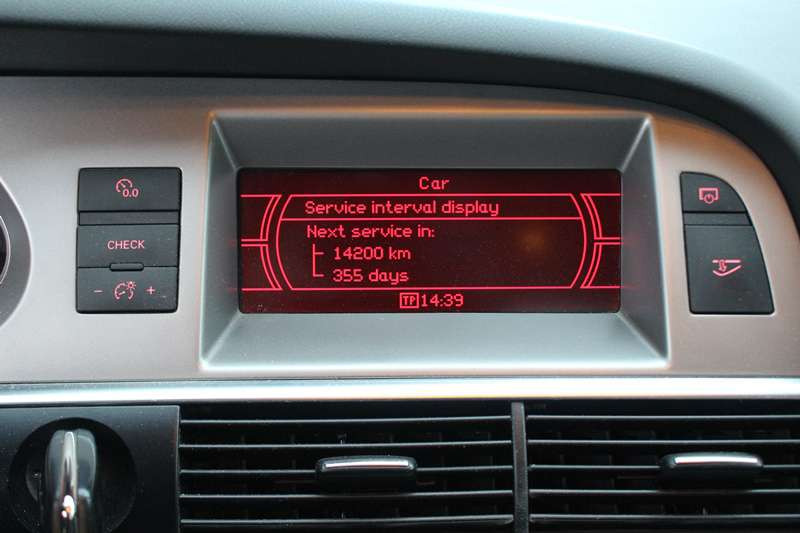 Car
Service interval display
Next service in:
14200 km
355 days
TP 14:39
0.0
CHECK
- +